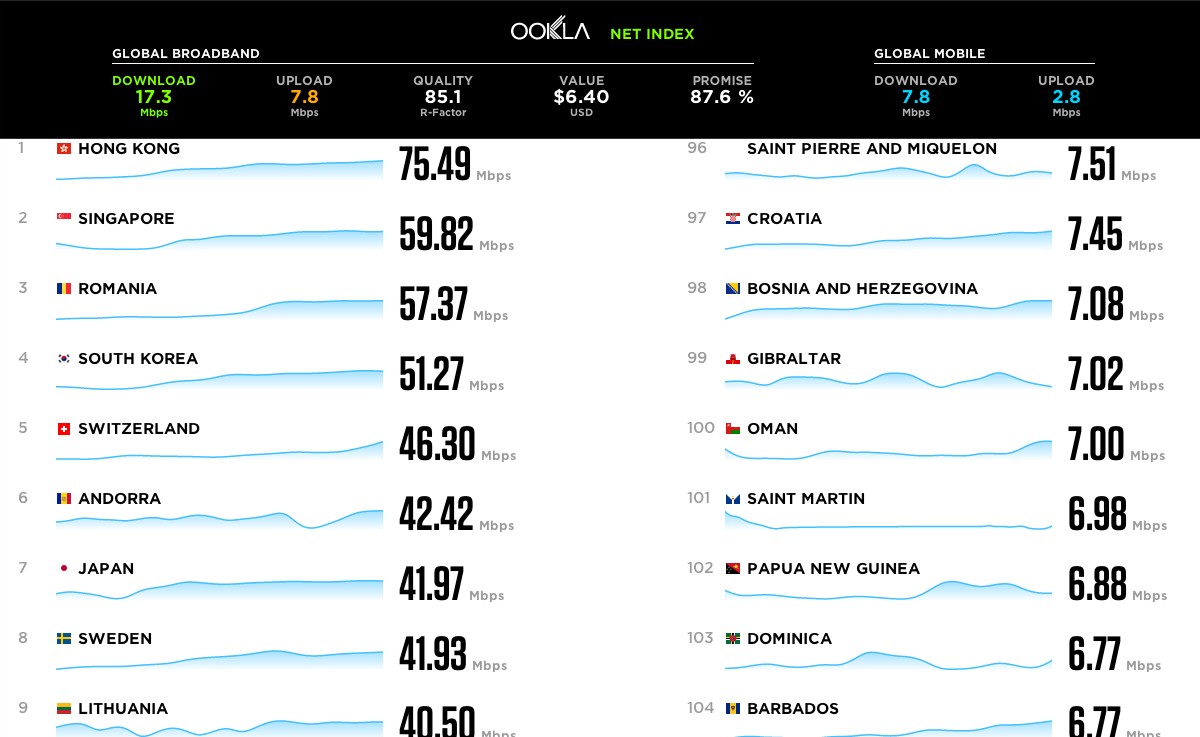 OOKLA NET INDEX
GLOBAL BROADBAND
DOWNLOAD UPLOAD QUALITY VALUE PROMISE
17.3 7.8 85.1 $6.40 87.6 %
Mbps Mbps R-Factor USD
GLOBAL MOBILE
DOWNLOAD UPLOAD
7.8 2.8
Mbps Mbps
1 HONG KONG 75.49 Mbps
2 SINGAPORE 59.82 Mbps
3 ROMANIA 57.37 Mbps
4 SOUTH KOREA 51.27 Mbps
5 SWITZERLAND 46.30 Mbps
6 ANDORRA 42.42 Mbps
7 JAPAN 41.97 Mbps
8 SWEDEN 41.93 Mbps
9 LITHUANIA 40.50 Mbps
96 SAINT PIERRE AND MIQUELON 7.51 Mbps
97 CROATIA 7.45 Mbps
98 BOSNIA AND HERZEGOVINA 7.08 Mbps
99 GIBRALTAR 7.02 Mbps
100 OMAN 7.00 Mbps
101 SAINT MARTIN 6.98 Mbps
102 PAPUA NEW GUINEA 6.88 Mbps
103 DOMINICA 6.77 Mbps
104 BARBADOS 6.77 Mbps